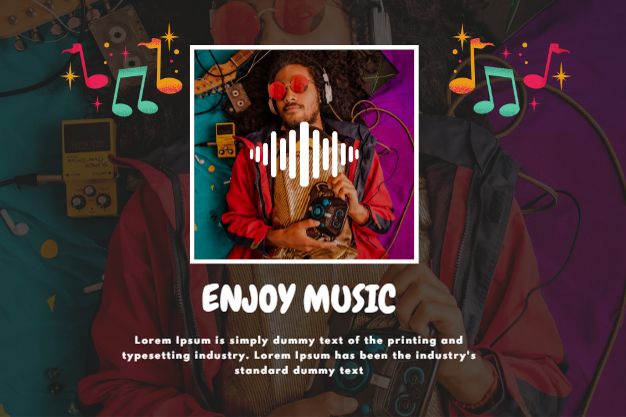 ENJOY MUSIC
Lorem Ipsum is simply dummy text of the printing and
typesetting industry. Lorem Ipsum has been the industry's
standard dummy text